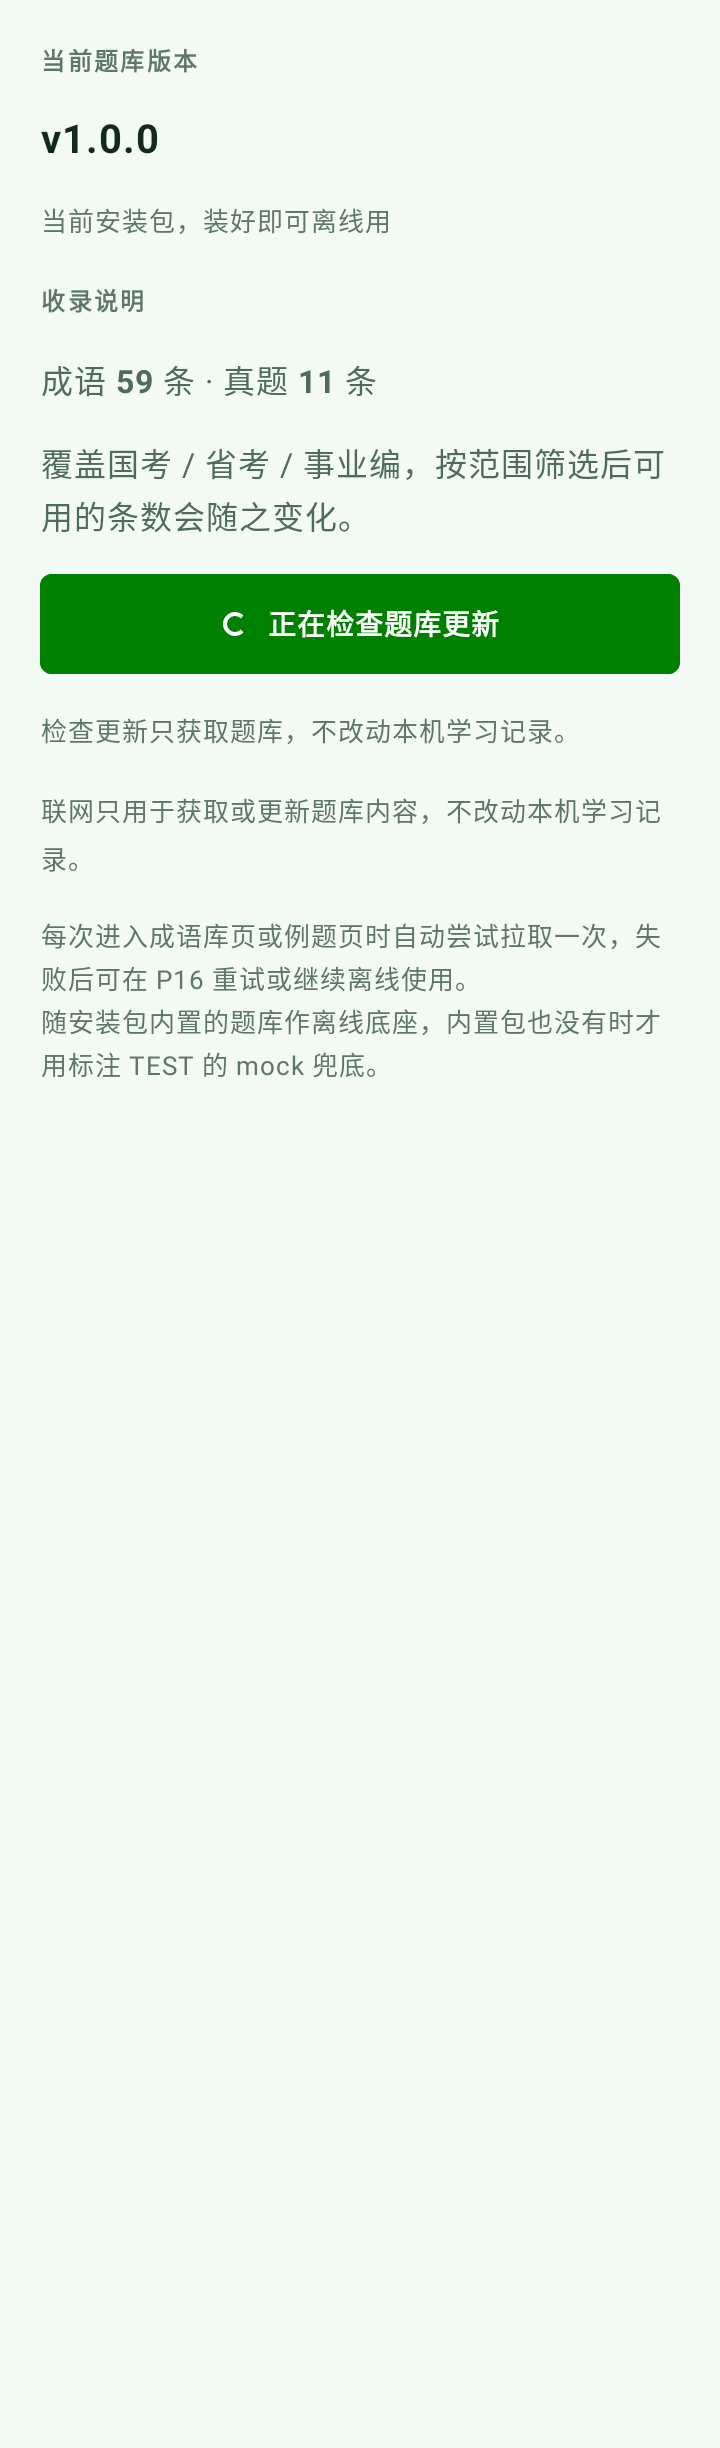 当前题库版本
v1.0.0
当前安装包，装好即可离线用
收录说明
成语 59 条 · 真题 11 条
覆盖国考 / 省考 / 事业编，按范围筛选后可
用的条数会随之变化。
正在检查题库更新
检查更新只获取题库，不改动本机学习记录。
联网只用于获取或更新题库内容，不改动本机学习记
录。
每次进入成语库页或例题页时自动尝试拉取一次，失
败后可在 P16 重试或继续离线使用。
随安装包内置的题库作离线底座，内置包也没有时才
用标注 TEST 的 mock 兜底。